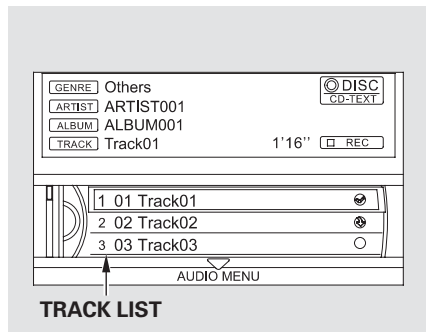 GENRE Others
DISC
CD-TEXT
ARTIST ARTIST001
ALBUM ALBUM001
TRACK Track01 1'16'' REC
1 01 Track01
2 02 Track02
3 03 Track03
AUDIO MENU
TRACK LIST